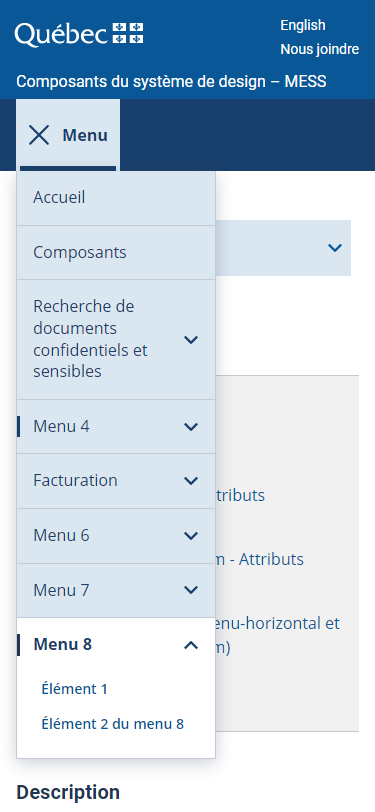 Québec
English
Nous joindre
Composants du système de design – MESS
Menu
Accueil
Composants
Recherche de
documents
confidentiels et
sensibles
Menu 4
Facturation
tributs
Menu 6
m - Attributs
Menu 7
enu-horizontal et
m)
Menu 8
Élément 1
Élément 2 du menu 8
Description